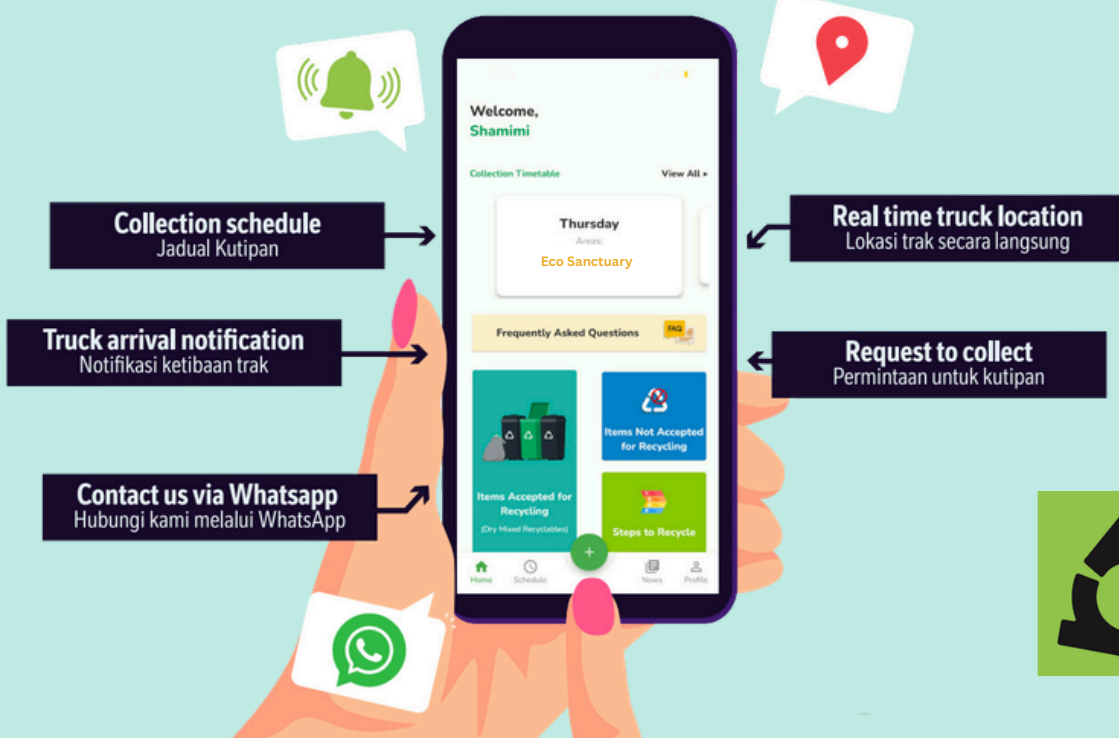 Welcome,
Shamimi
Collection Timetable
View All ▸
Collection schedule
Jadual Kutipan
Thursday
Areas:
Eco Sanctuary
Real time truck location
Lokasi trak secara langsung
Truck arrival notification
Notifikasi ketibaan trak
Frequently Asked Questions
FAQ
Request to collect
Permintaan untuk kutipan
Items Not Accepted
for Recycling
Contact us via Whatsapp
Hubungi kami melalui WhatsApp
Items Accepted for
Recycling
(Dry Mixed Recyclables)
Steps to Recycle
+
Home
Schedule
News
Profile